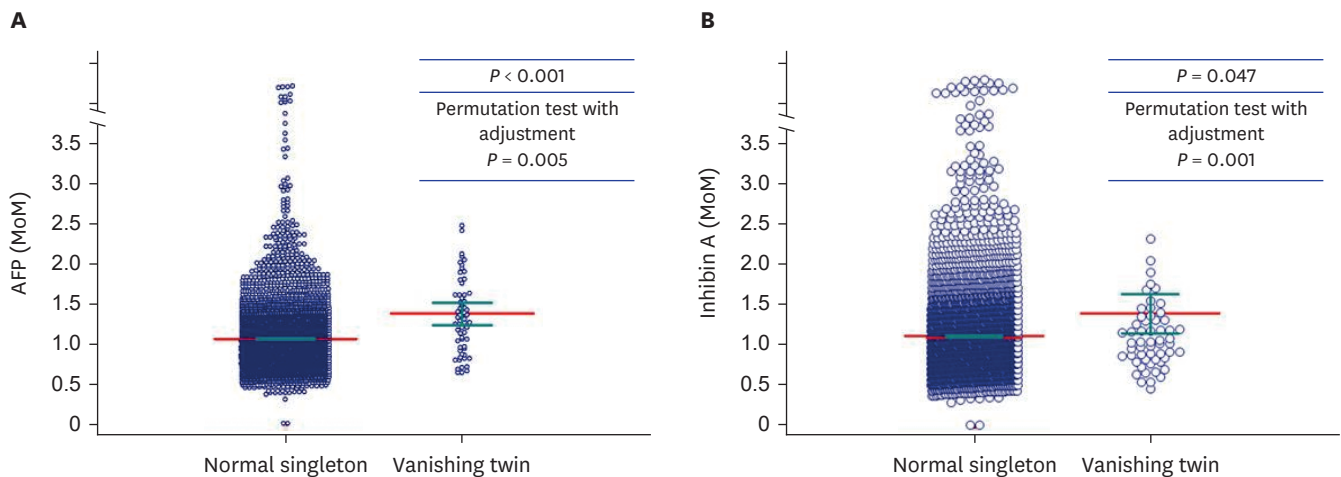 A
AFP (MoM)
3.5
3.0
2.5
2.0
1.5
1.0
0.5
0
P < 0.001
Permutation test with
adjustment
P = 0.005
Normal singleton
Vanishing twin
B
Inhibin A (MoM)
3.5
3.0
2.5
2.0
1.5
1.0
0.5
0
P = 0.047
Permutation test with
adjustment
P = 0.001
Normal singleton
Vanishing twin